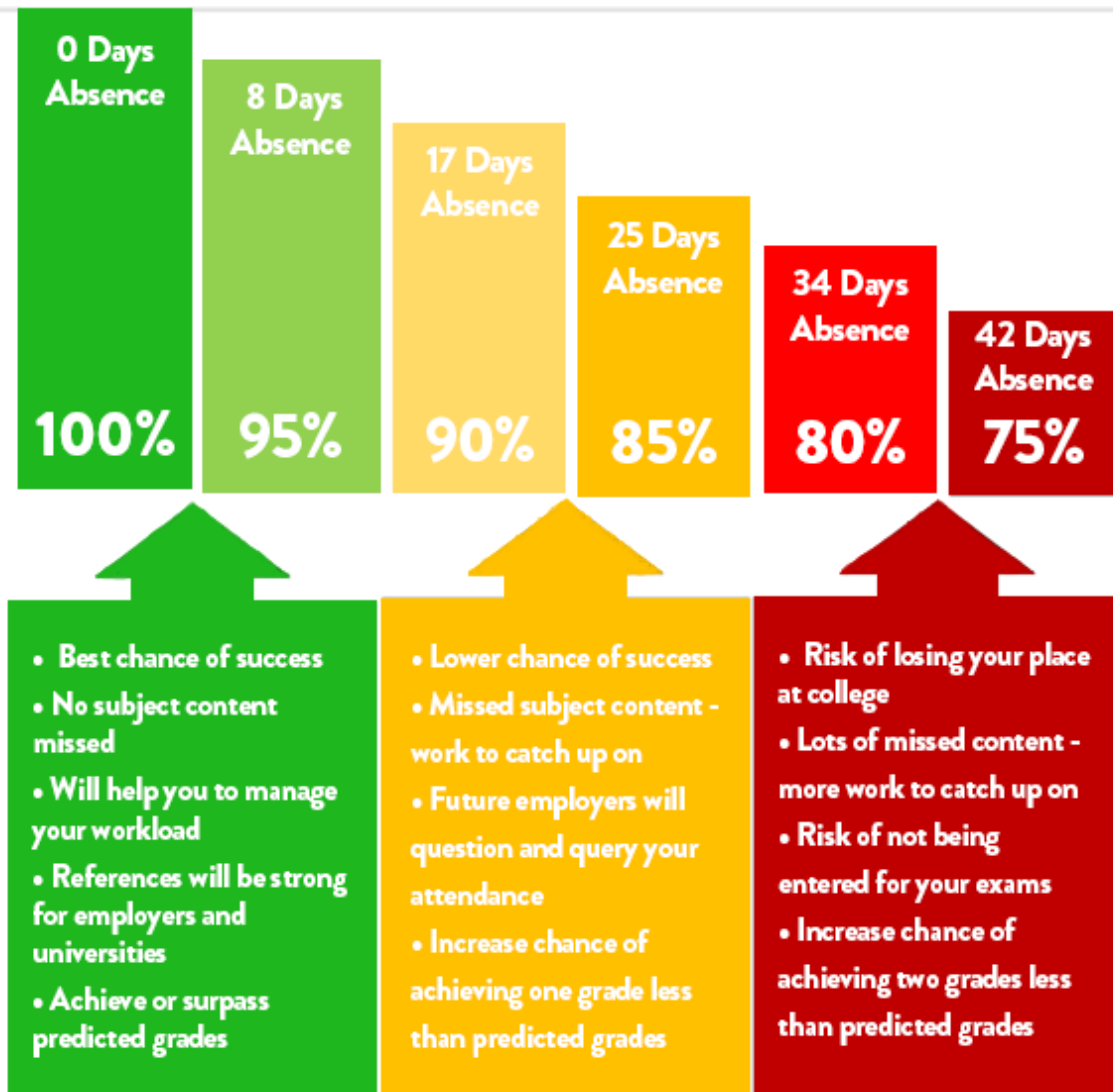 0 Days
Absence
100%
8 Days
Absence
95%
17 Days
Absence
90%
25 Days
Absence
85%
34 Days
Absence
80%
42 Days
Absence
75%
• Best chance of success
• No subject content
missed
• Will help you to manage
your workload
• References will be strong
for employers and
universities
• Achieve or surpass
predicted grades
• Lower chance of success
• Missed subject content -
work to catch up on
• Future employers will
question and query your
attendance
• Increase chance of
achieving one grade less
than predicted grades
• Risk of losing your place
at college
• Lots of missed content -
more work to catch up on
• Risk of not being
entered for your exams
• Increase chance of
achieving two grades less
than predicted grades